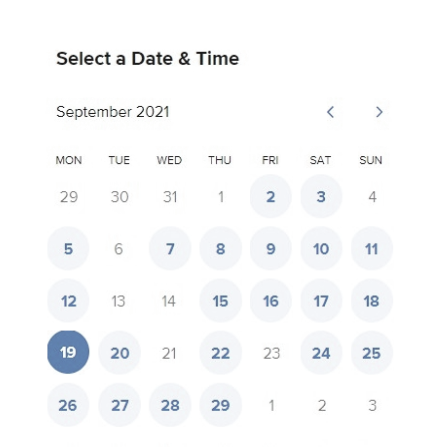 Select a Date & Time
September 2021
MON TUE WED THU FRI SAT SUN
29 30 31 1 2 3 4
5 6 7 8 9 10 11
12 13 14 15 16 17 18
19 20 21 22 23 24 25
26 27 28 29 1 2 3